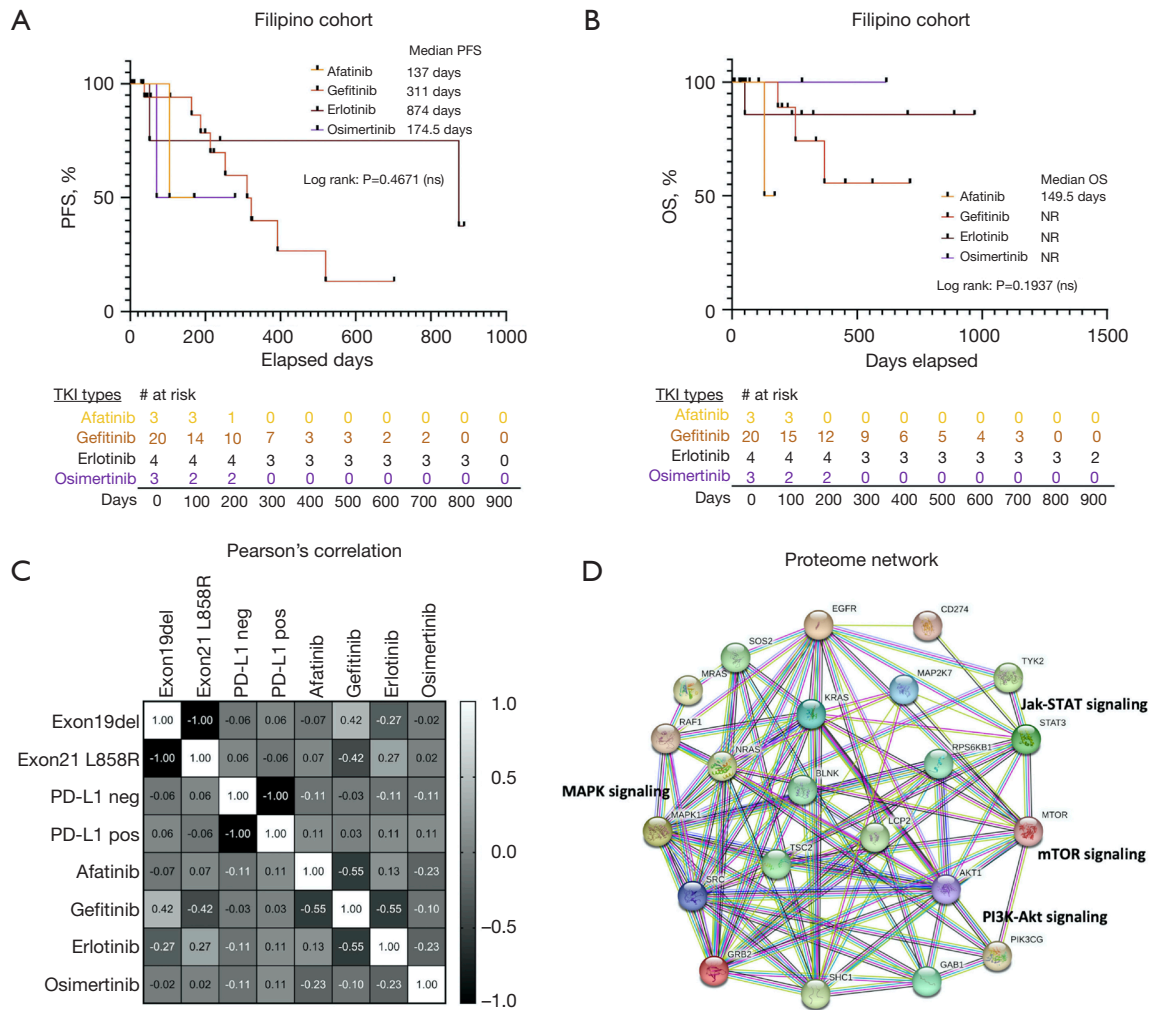 A
Filipino cohort
Median PFS
Afatinib 137 days
Gefitinib 311 days
Erlotinib 874 days
Osimertinib 174.5 days
Log rank: P=0.4671 (ns)
PFS, %
100
50
0
0 200 400 600 800 1000
Elapsed days
TKI types # at risk
Afatinib 3 3 1 0 0 0 0 0 0 0
Gefitinib 20 14 10 7 3 3 2 2 0 0
Erlotinib 4 4 4 3 3 3 3 3 3 0
Osimertinib 3 2 2 0 0 0 0 0 0 0
Days 0 100 200 300 400 500 600 700 800 900
B
Filipino cohort
OS, %
100
50
0
Median OS
Afatinib 149.5 days
Gefitinib NR
Erlotinib NR
Osimertinib NR
Log rank: P=0.1937 (ns)
0 500 1000 1500
Days elapsed
TKI types # at risk
Afatinib 3 3 0 0 0 0 0 0 0 0
Gefitinib 20 15 12 9 6 5 4 3 0 0
Erlotinib 4 4 4 3 3 3 3 3 3 2
Osimertinib 3 2 2 0 0 0 0 0 0 0
Days 0 100 200 300 400 500 600 700 800 900
C
Pearson's correlation
Exon19del
Exon21 L858R
PD-L1 neg
PD-L1 pos
Afatinib
Gefitinib
Erlotinib
Osimertinib
Exon19del 1.00 -1.00 -0.06 0.06 -0.07 0.42 -0.27 -0.02
Exon21 L858R -1.00 1.00 0.06 -0.06 0.07 -0.42 0.27 0.02
PD-L1 neg -0.06 0.06 1.00 -1.00 -0.11 -0.03 -0.11 -0.11
PD-L1 pos 0.06 -0.06 -1.00 1.00 0.11 0.03 0.11 0.11
Afatinib -0.07 0.07 -0.11 0.11 1.00 -0.55 0.13 -0.23
Gefitinib 0.42 -0.42 -0.03 0.03 -0.55 1.00 -0.55 -0.10
Erlotinib -0.27 0.27 -0.11 0.11 0.13 -0.55 1.00 -0.23
Osimertinib -0.02 0.02 -0.11 0.11 -0.23 -0.10 -0.23 1.00
1.0
0.5
0.0
−0.5
−1.0
D
Proteome network
EGFR
CD274
SOS2
TYK2
MRAS
MAP2K7
KRAS
Jak-STAT signaling
RAF1
STAT3
NRAS
RPS6KB1
BLNK
MAPK signaling
MAPK1
LCP2
MTOR
TSC2
mTOR signaling
SRC
AKT1
PI3K-Akt signaling
PIK3CG
GRB2
SHC1
GAB1